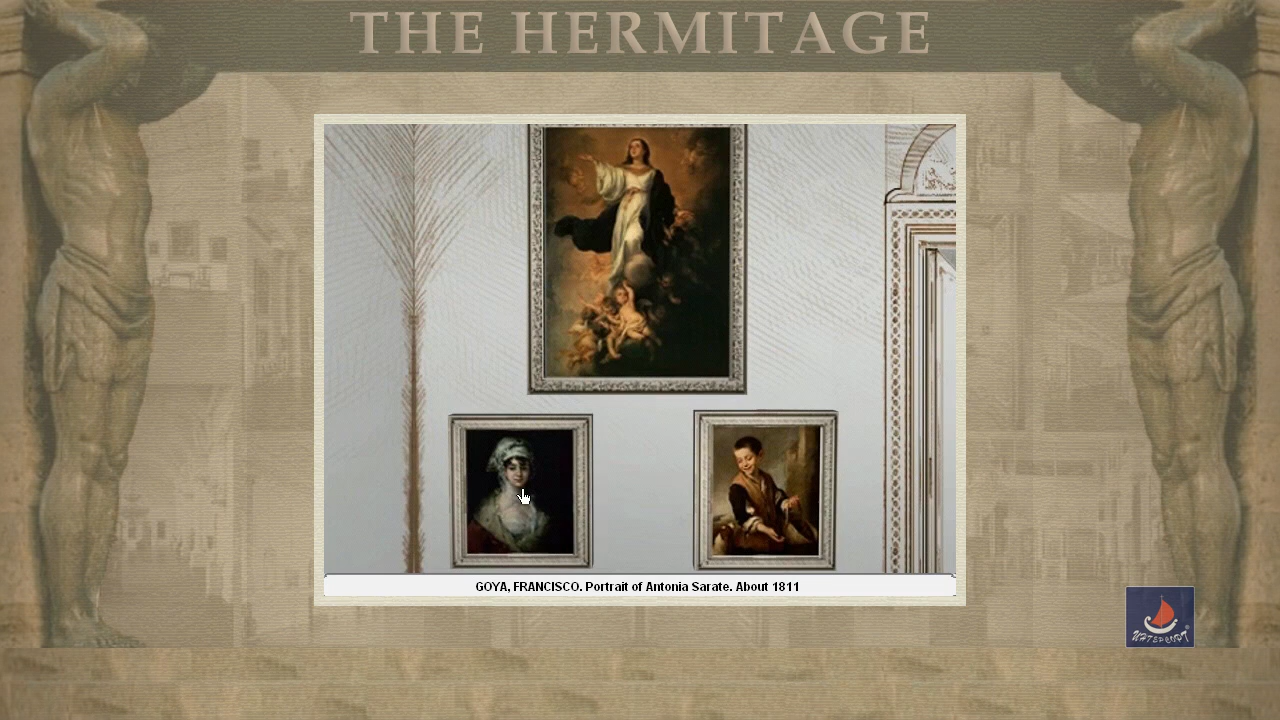 THE HERMITAGE
GOYA, FRANCISCO. Portrait of Antonia Sarate. About 1811